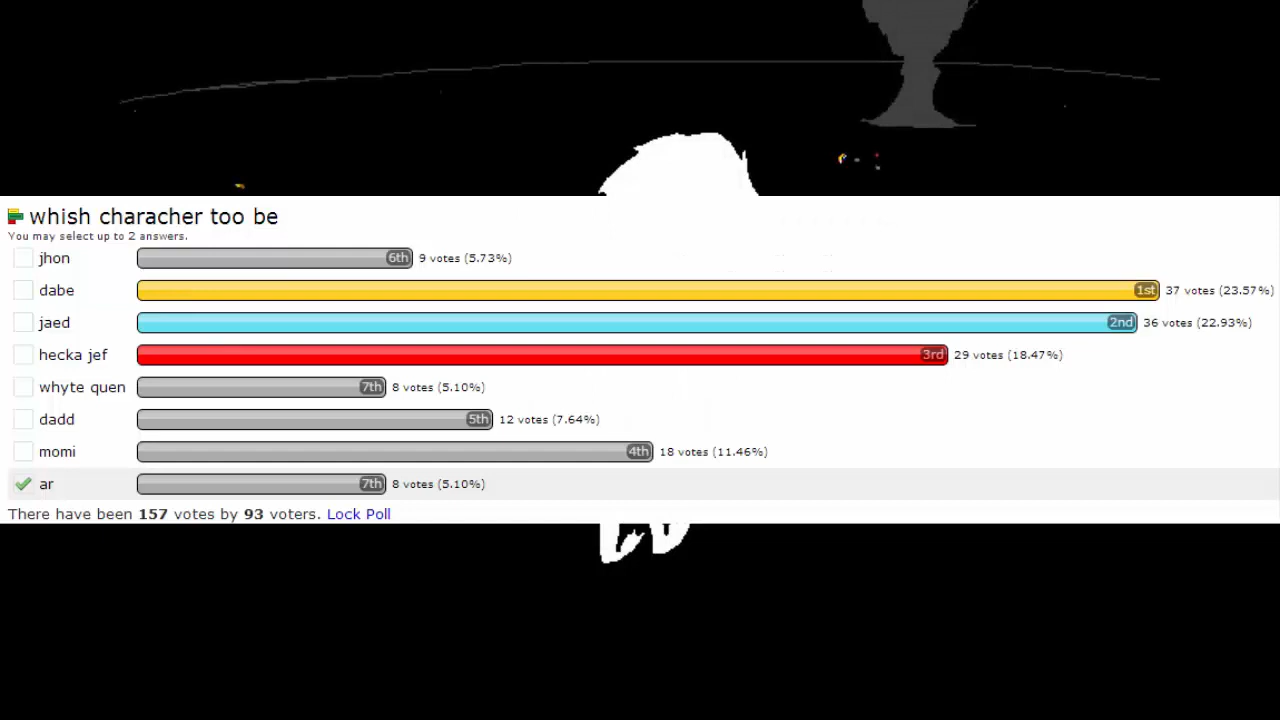 whish characher too be
You may select up to 2 answers.
jhon 6th 9 votes (5.73%)
dabe 1st 37 votes (23.57%)
jaed 2nd 36 votes (22.93%)
hecka jef 3rd 29 votes (18.47%)
whyte quen 7th 8 votes (5.10%)
dadd 5th 12 votes (7.64%)
momi 4th 18 votes (11.46%)
ar 7th 8 votes (5.10%)
There have been 157 votes by 93 voters. Lock Poll